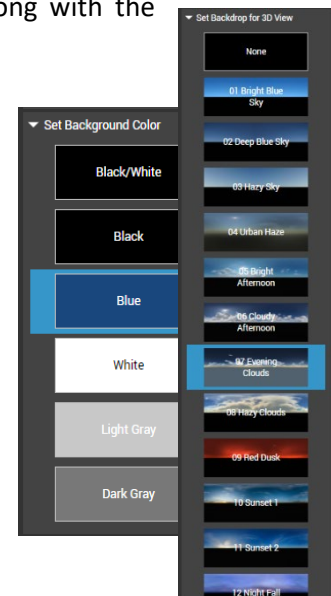 ong with the
Set Background Color
Black/White
Black
Blue
White
Light Gray
Dark Gray
Set Backdrop for 3D View
None
01 Bright Blue
Sky
02 Deep Blue Sky
03 Hazy Sky
04 Urban Haze
05 Bright
Afternoon
06 Cloudy
Afternoon
07 Evening
Clouds
08 Hazy Clouds
09 Red Dusk
10 Sunset 1
11 Sunset 2
12 Night Fall